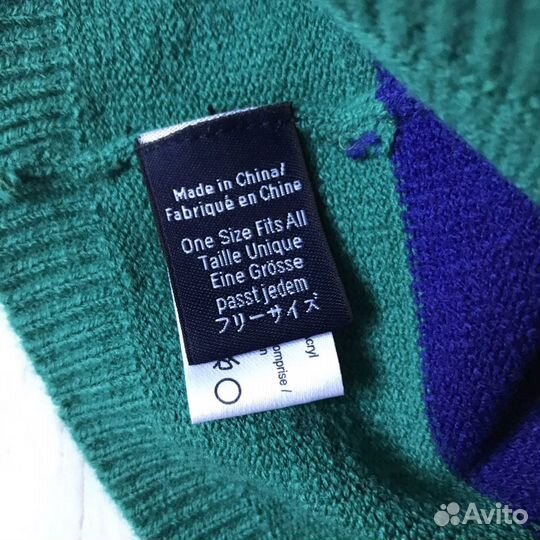 Made in China/
Fabriqué en Chine
One Size Fits All
Taille Unique
Eine Grösse
passt jedem
フリーサイズ
Avito